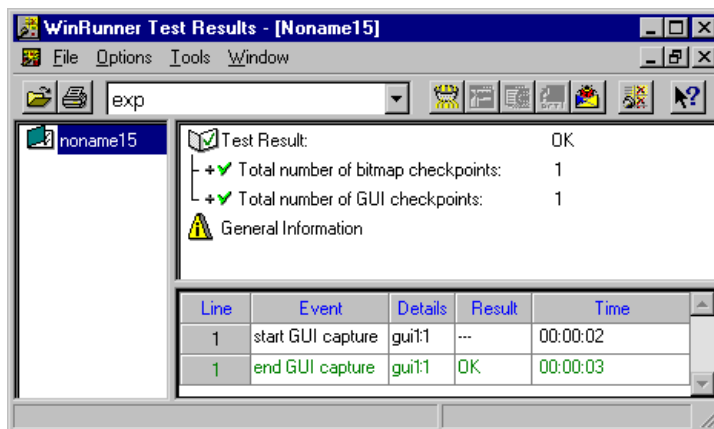 WinRunner Test Results - [Noname15]
File Options Tools Window
exp
noname15
Test Result: OK
Total number of bitmap checkpoints: 1
Total number of GUI checkpoints: 1
General Information
Line Event Details Result Time
1 start GUI capture gui1:1 --- 00:00:02
1 end GUI capture gui1:1 OK 00:00:03